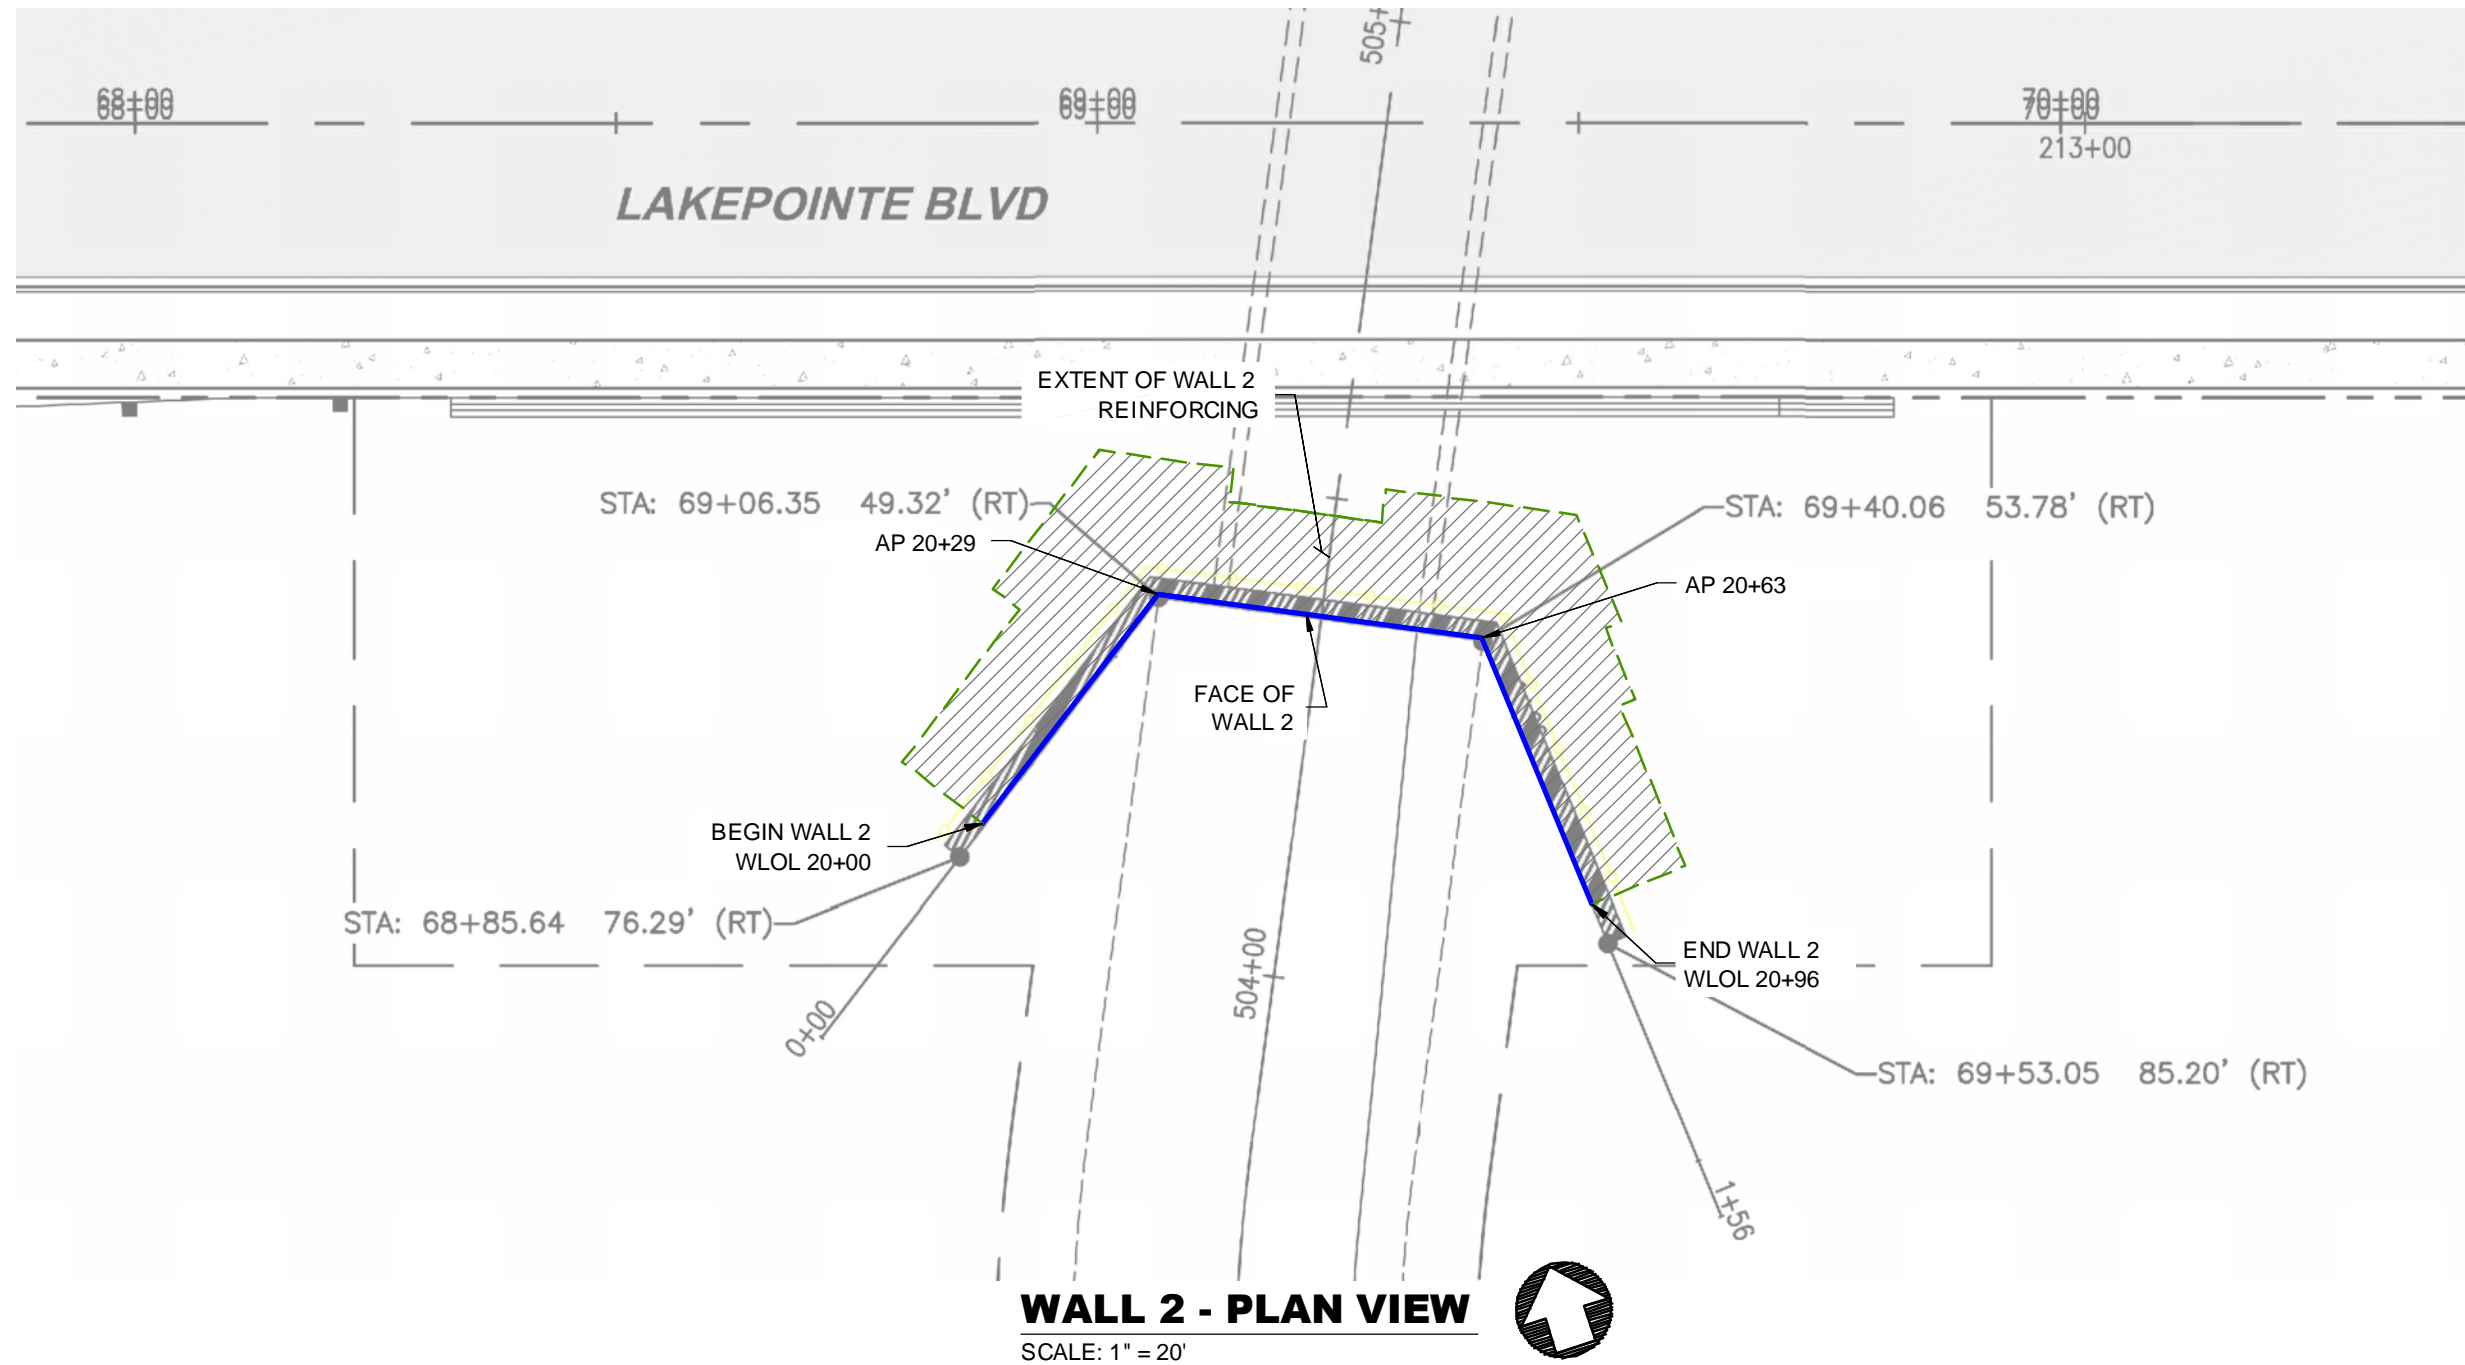 505+
68+00
69+00
70+00
213+00
LAKEPOINTE BLVD
EXTENT OF WALL 2
REINFORCING
STA: 69+06.35 49.32' (RT)
STA: 69+40.06 53.78' (RT)
AP 20+29
AP 20+63
FACE OF
WALL 2
BEGIN WALL 2
WLOL 20+00
STA: 68+85.64 76.29' (RT)
END WALL 2
WLOL 20+96
504+00
0+00
STA: 69+53.05 85.20' (RT)
1+56
WALL 2 - PLAN VIEW
SCALE: 1" = 20'